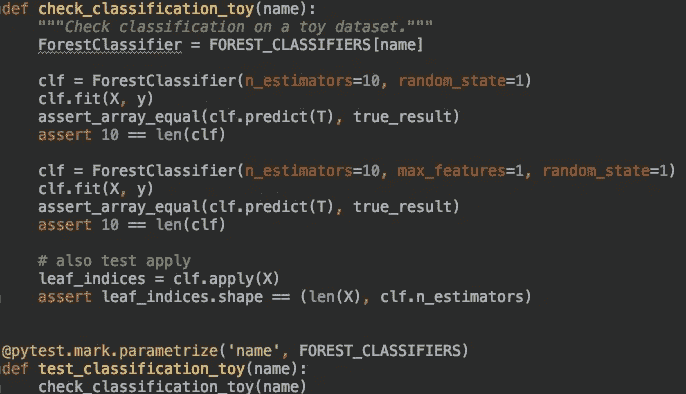 def check_classification_toy(name):
    """Check classification on a toy dataset."""
    ForestClassifier = FOREST_CLASSIFIERS[name]

    clf = ForestClassifier(n_estimators=10, random_state=1)
    clf.fit(X, y)
    assert_array_equal(clf.predict(T), true_result)
    assert 10 == len(clf)

    clf = ForestClassifier(n_estimators=10, max_features=1, random_state=1)
    clf.fit(X, y)
    assert_array_equal(clf.predict(T), true_result)
    assert 10 == len(clf)

    # also test apply
    leaf_indices = clf.apply(X)
    assert leaf_indices.shape == (len(X), clf.n_estimators)


@pytest.mark.parametrize('name', FOREST_CLASSIFIERS)
def test_classification_toy(name):
    check_classification_toy(name)